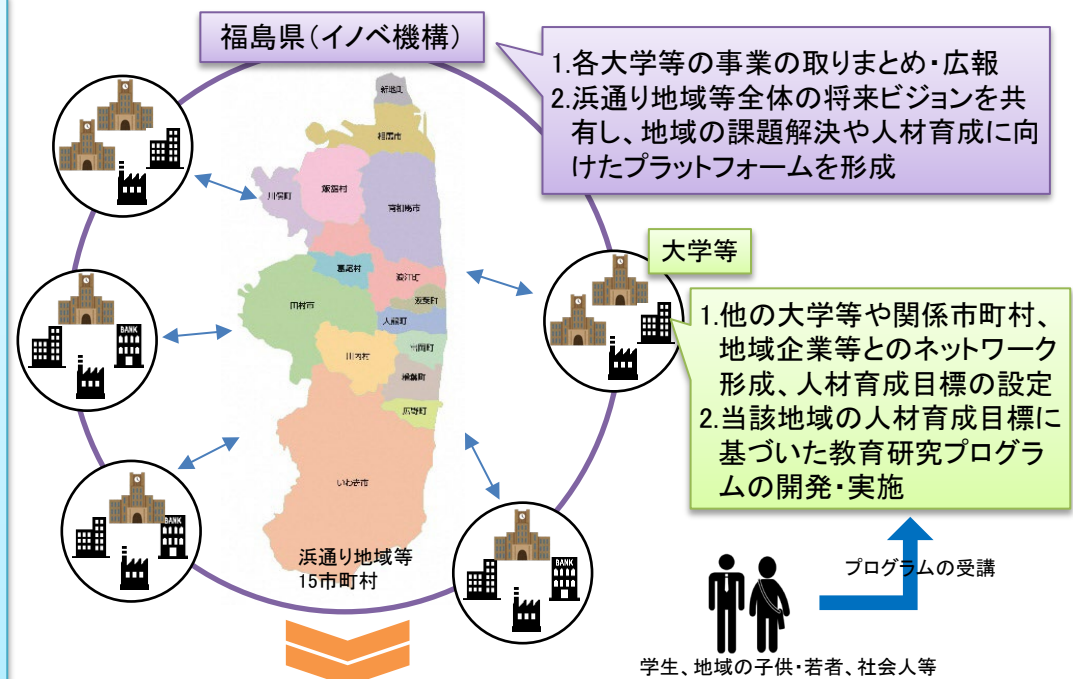 福島県(イノベ機構)
1.各大学等の事業の取りまとめ・広報
2.浜通り地域等全体の将来ビジョンを共
有し、地域の課題解決や人材育成に向
けたプラットフォームを形成
新地町
相馬市
川俣町
飯舘村
南相馬市
大学等
葛尾村
浪江町
双葉町
田村市
大熊町
川内村
富岡町
楢葉町
広野町
いわき市
1.他の大学等や関係市町村、
地域企業等とのネットワーク
形成、人材育成目標の設定
2.当該地域の人材育成目標に
基づいた教育研究プログラ
ムの開発・実施
BANK
BANK
BANK
浜通り地域等
15市町村
プログラムの受講
学生、地域の子供・若者、社会人等